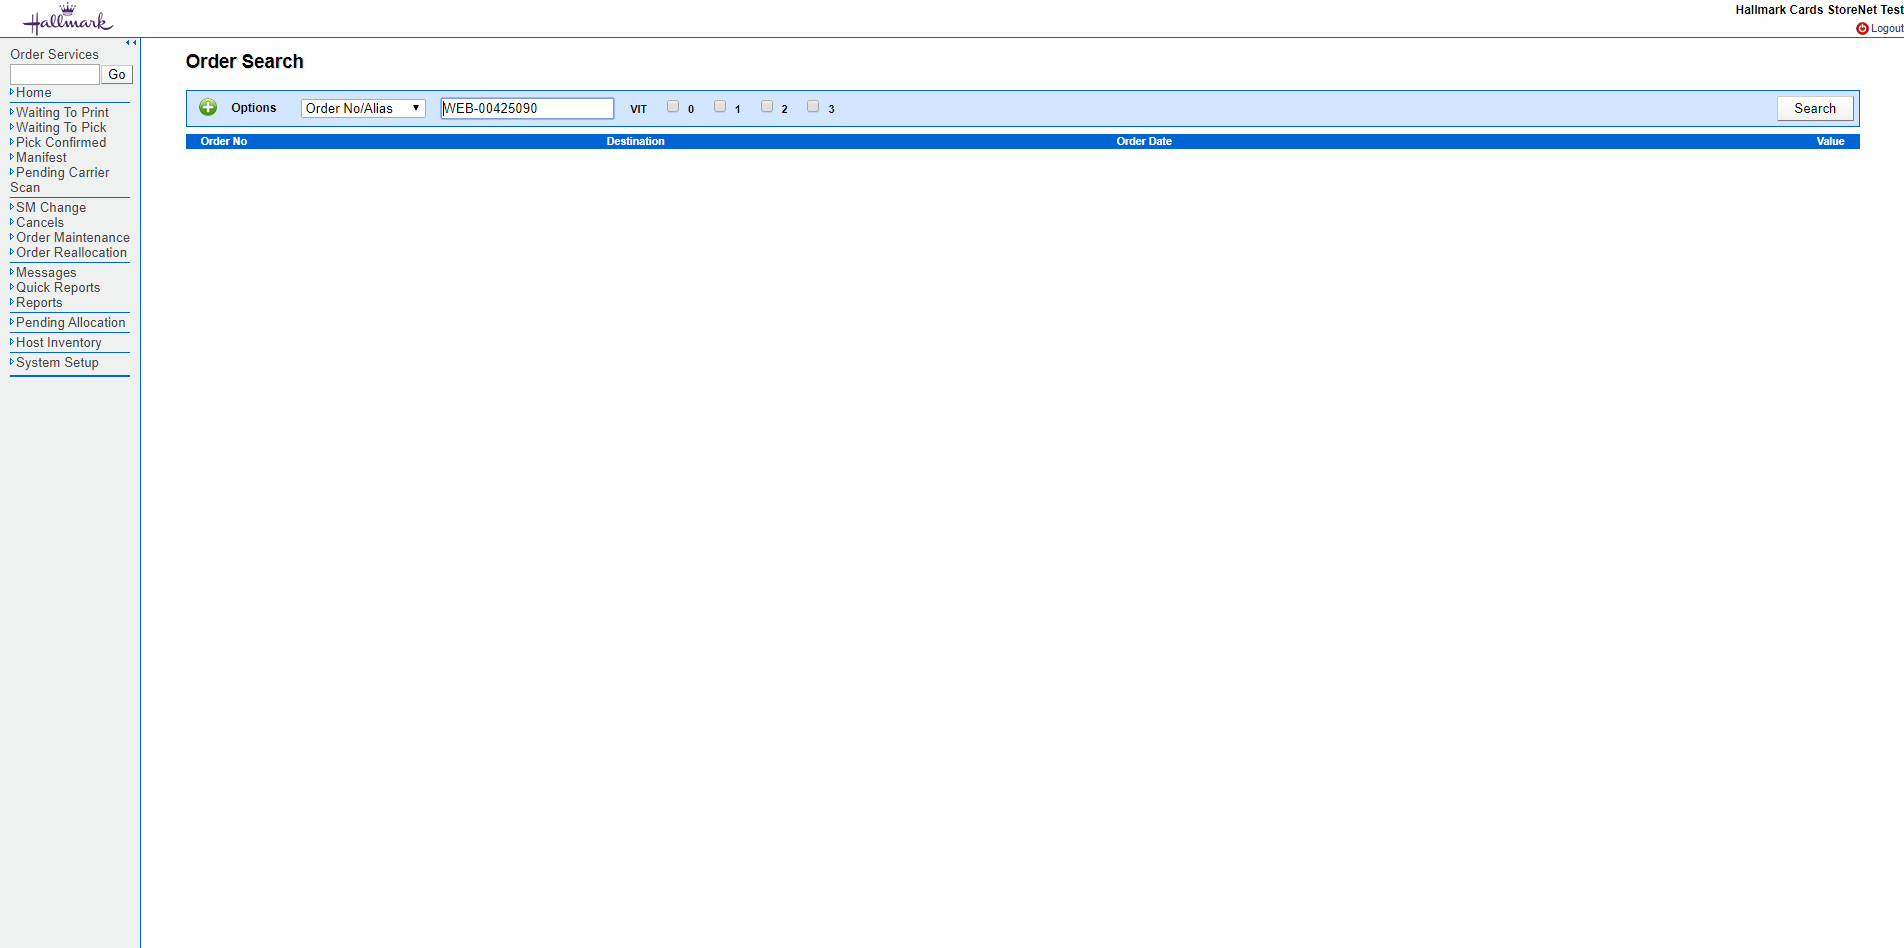 Hallmark
Hallmark Cards StoreNet Test
Logout
Order Services
Go
Home
Waiting To Print
Waiting To Pick
Pick Confirmed
Manifest
Pending Carrier
Scan
SM Change
Cancels
Order Maintenance
Order Reallocation
Messages
Quick Reports
Reports
Pending Allocation
Host Inventory
System Setup
Order Search
Options Order No/Alias WEB-00425090 VIT 0 1 2 3 Search
Order No Destination Order Date Value